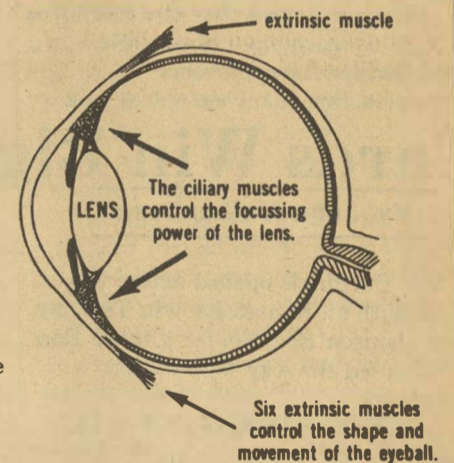 extrinsic muscle
The ciliary muscles
control the focussing
power of the lens.
LENS
Six extrinsic muscles
control the shape and
movement of the eyeball.